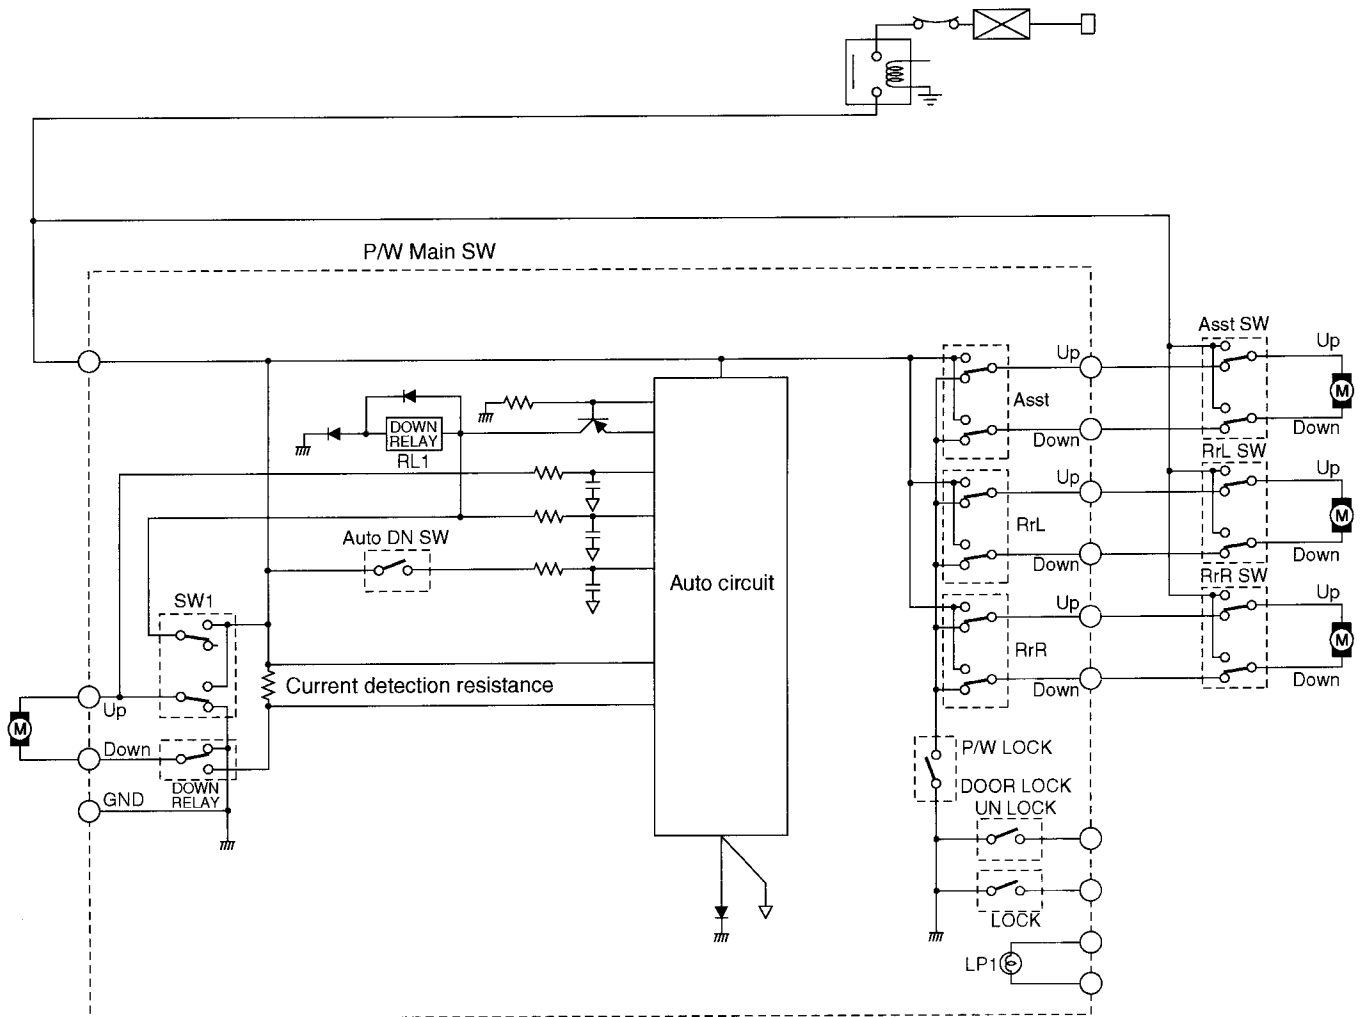 P/W Main SW
Asst SW
Up
M
Down
Up
Asst
Down
RrL SW
Up
M
Down
Up
RrL
Down
RrR SW
Up
M
Down
Up
RrR
Down
DOWN
RELAY
RL1
Auto DN SW
Auto circuit
SW1
Current detection resistance
Up
M
Down
DOWN
RELAY
GND
P/W LOCK
DOOR LOCK
UN LOCK
LOCK
LP1